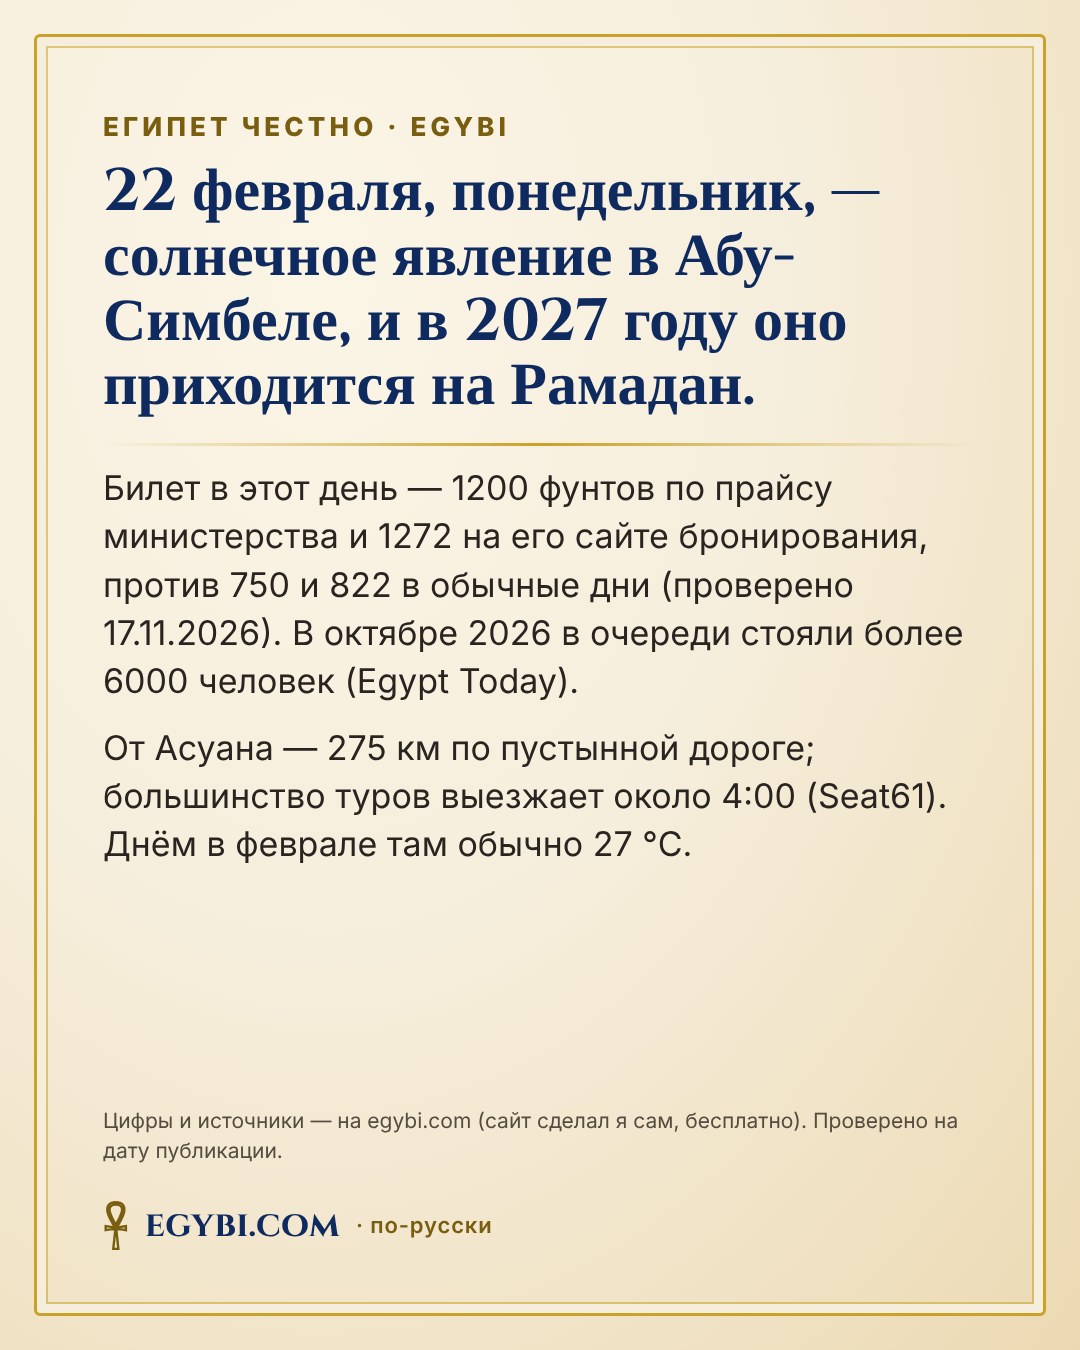 ЕГИПЕТ ЧЕСТНО · EGYBI
22 февраля, понедельник, —
солнечное явление в Абу-
Симбеле, и в 2027 году оно
приходится на Рамадан.
Билет в этот день — 1200 фунтов по прайсу
министерства и 1272 на его сайте бронирования,
против 750 и 822 в обычные дни (проверено
17.11.2026). В октябре 2026 в очереди стояли более
6000 человек (Egypt Today).
От Асуана — 275 км по пустынной дороге;
большинство туров выезжает около 4:00 (Seat61).
Днём в феврале там обычно 27 °C.
Цифры и источники — на egybi.com (сайт сделал я сам, бесплатно). Проверено на
дату публикации.
EGYBI.COM · по-русски